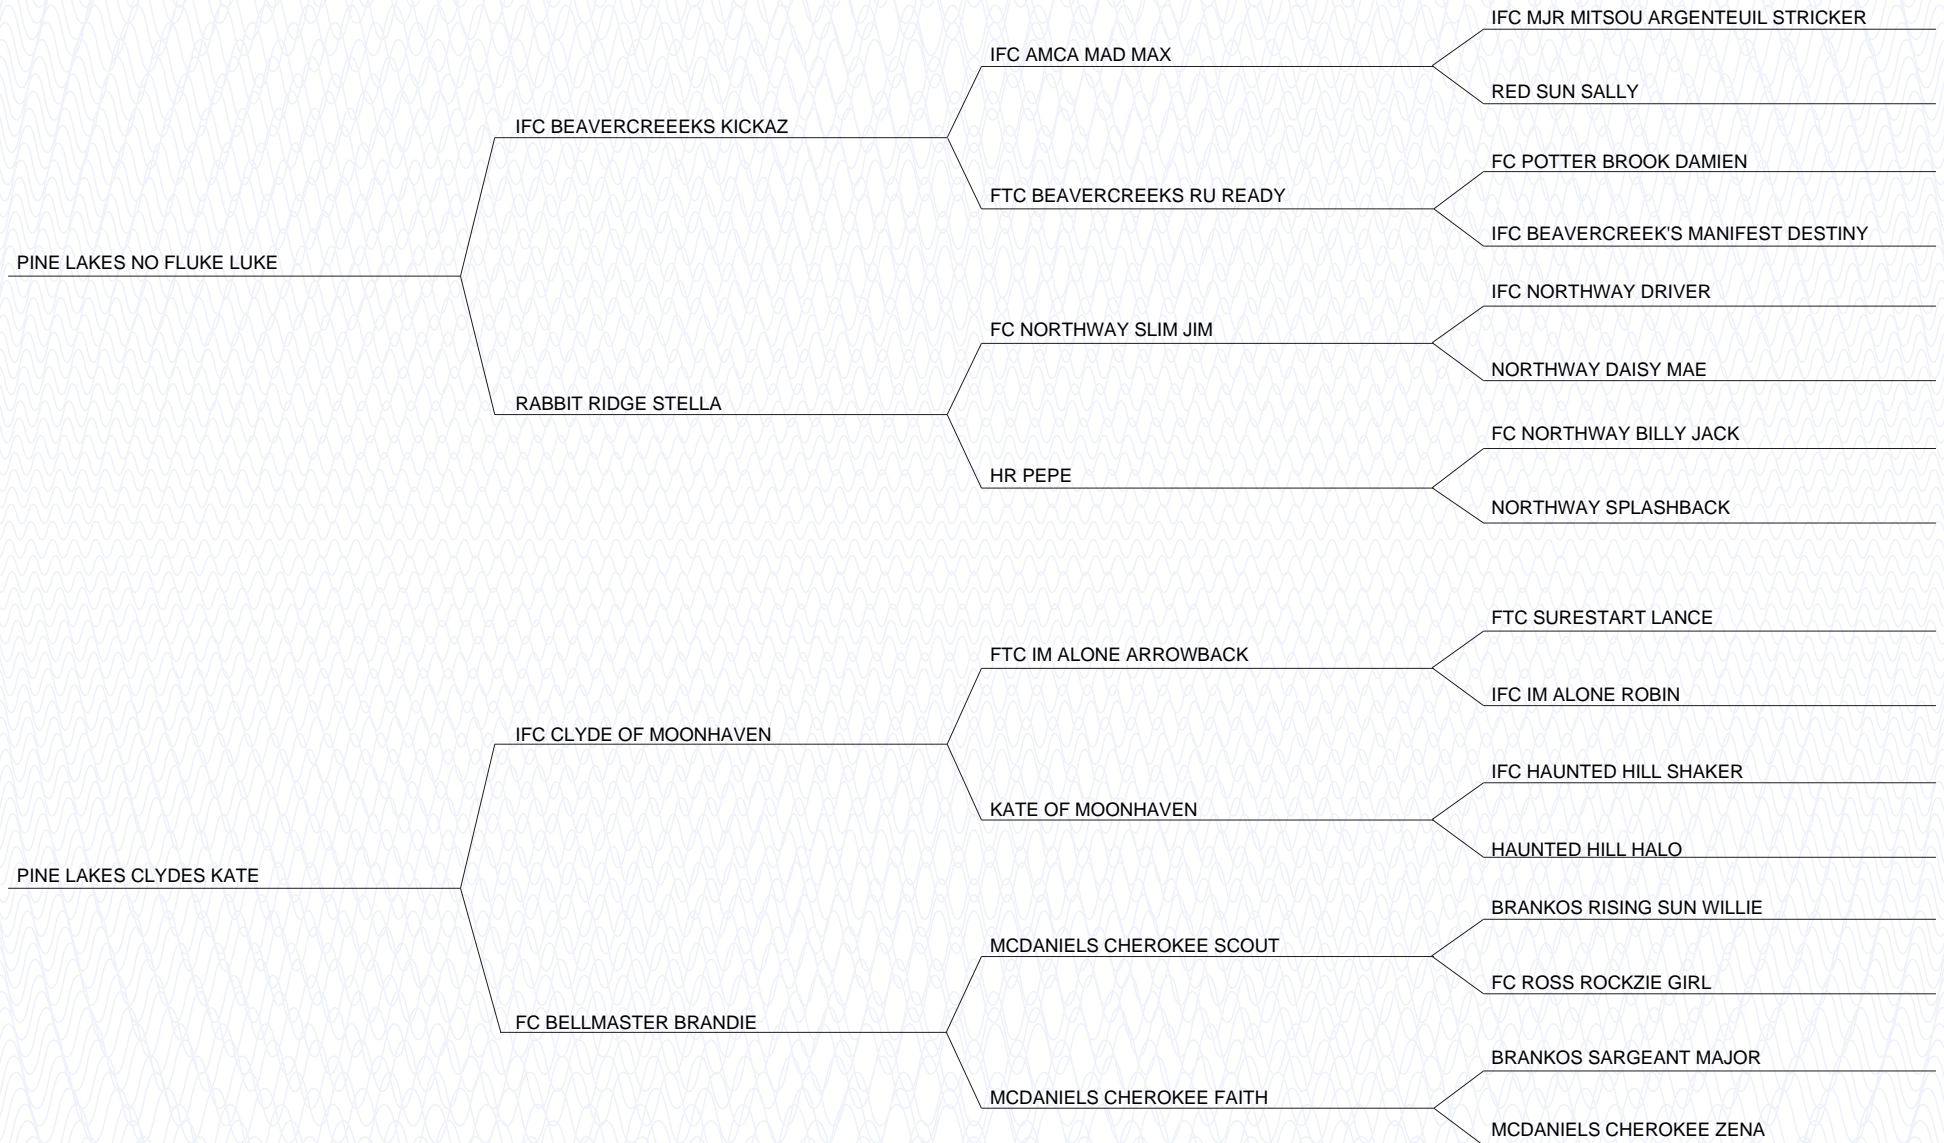 IFC MJR MITSOU ARGENTEUIL STRICKER
IFC AMCA MAD MAX
RED SUN SALLY
IFC BEAVERCREEEKS KICKAZ
FC POTTER BROOK DAMIEN
FTC BEAVERCREEKS RU READY
IFC BEAVERCREEK'S MANIFEST DESTINY
PINE LAKES NO FLUKE LUKE
IFC NORTHWAY DRIVER
FC NORTHWAY SLIM JIM
NORTHWAY DAISY MAE
RABBIT RIDGE STELLA
FC NORTHWAY BILLY JACK
HR PEPE
NORTHWAY SPLASHBACK
FTC SURESTART LANCE
FTC IM ALONE ARROWBACK
IFC IM ALONE ROBIN
IFC CLYDE OF MOONHAVEN
IFC HAUNTED HILL SHAKER
KATE OF MOONHAVEN
HAUNTED HILL HALO
PINE LAKES CLYDES KATE
BRANKOS RISING SUN WILLIE
MCDANIELS CHEROKEE SCOUT
FC ROSS ROCKZIE GIRL
FC BELLMASTER BRANDIE
BRANKOS SARGEANT MAJOR
MCDANIELS CHEROKEE FAITH
MCDANIELS CHEROKEE ZENA